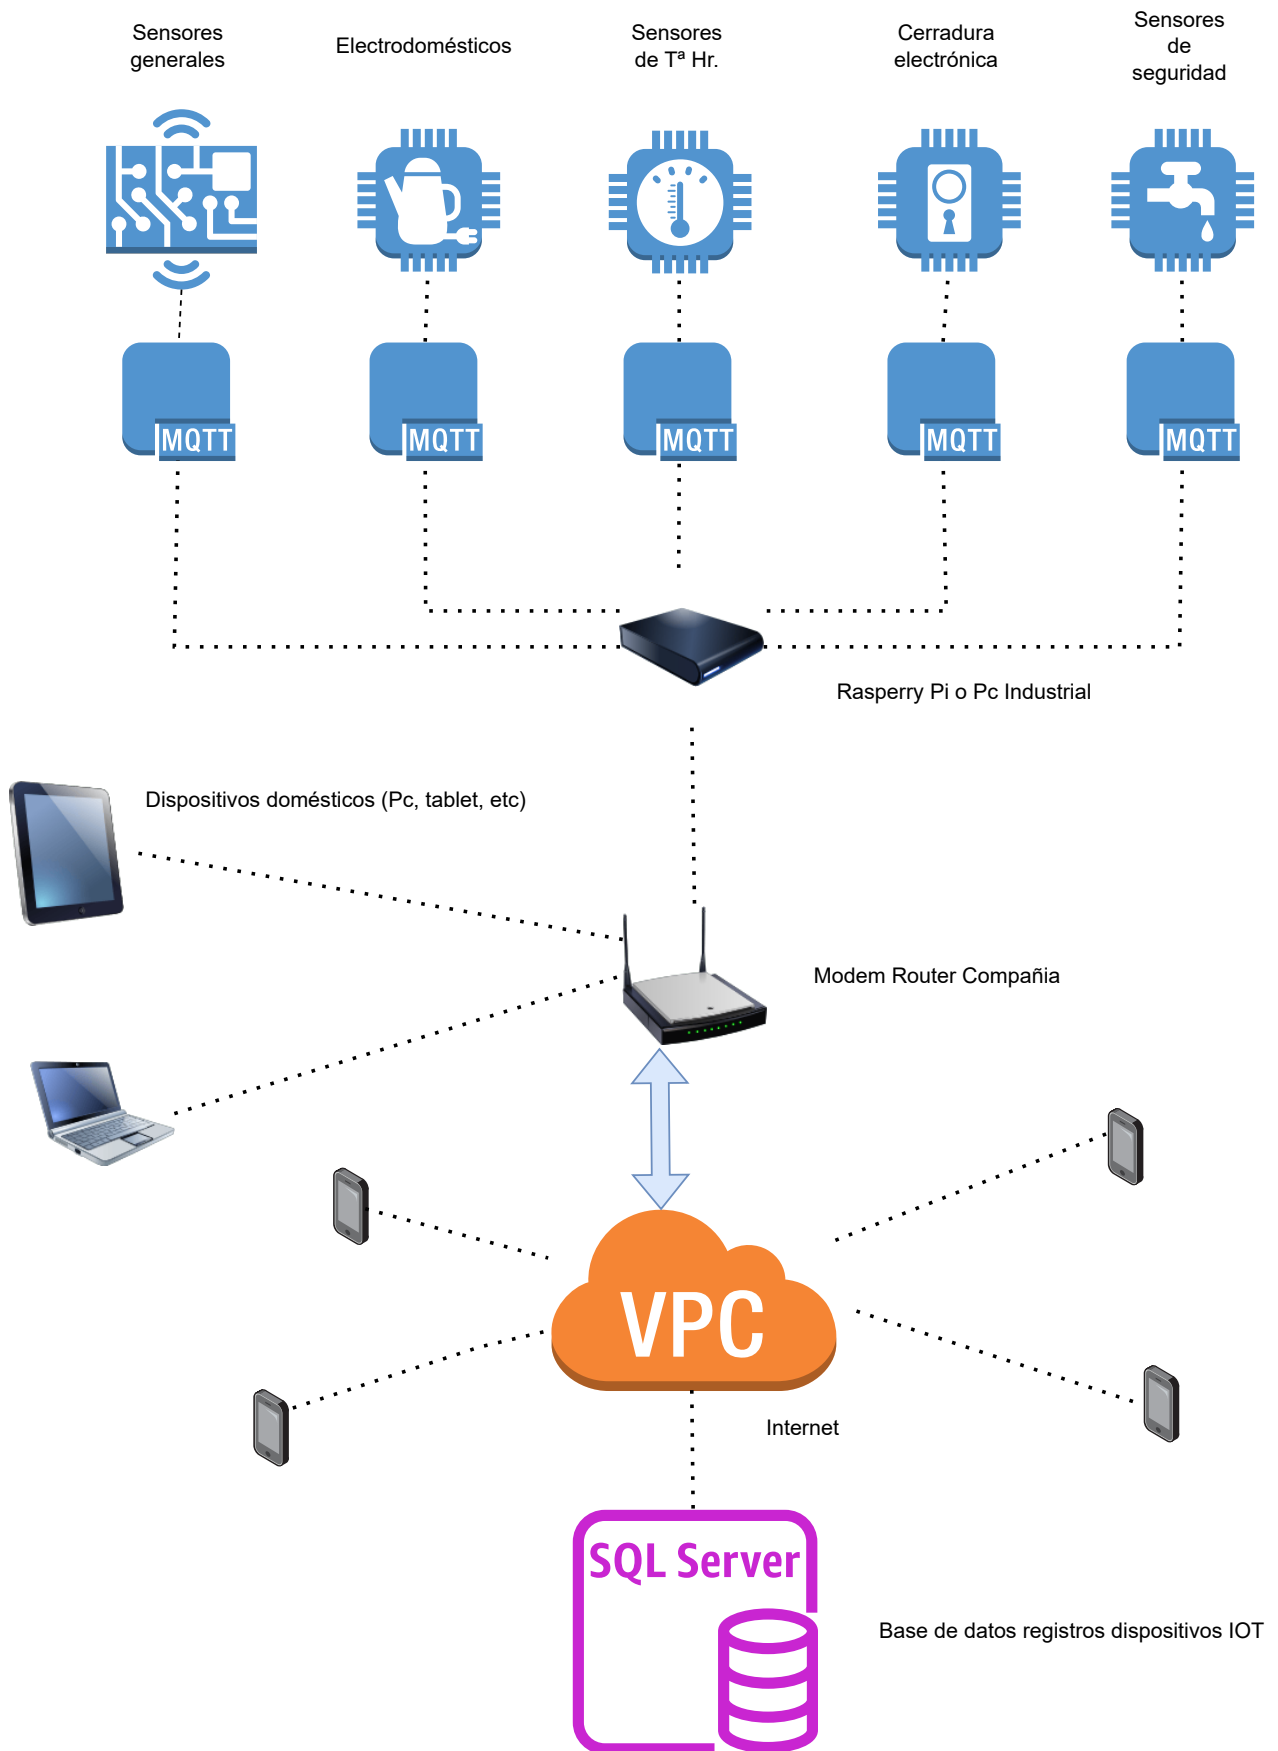 Sensores
generales
Electrodomésticos
Sensores
de Tª Hr.
Cerradura
electrónica
Sensores
de
seguridad
MQTT
MQTT
MQTT
MQTT
MQTT
Rasperry Pi o Pc Industrial
Dispositivos domésticos (Pc, tablet, etc)
Modem Router Compañia
VPC
Internet
SQL Server
Base de datos registros dispositivos IOT